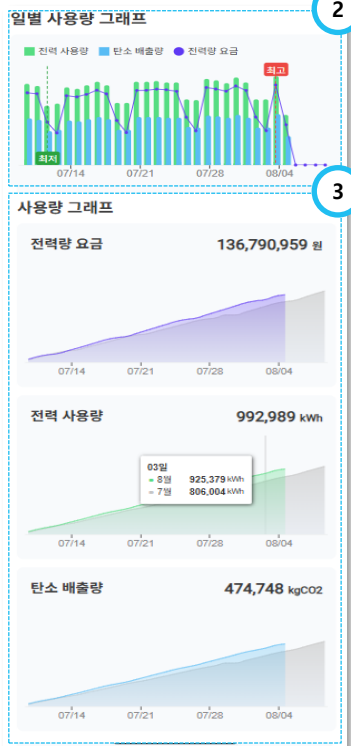 2
일별 사용량 그래프
전력 사용량 탄소 배출량 전력량 요금
최고
최저
07/14 07/21 07/28 08/04
3
사용량 그래프
전력량 요금 136,790,959 원
07/14 07/21 07/28 08/04
전력 사용량 992,989 kWh
03일
8월 925,379 kWh
7월 806,004 kWh
07/14 07/21 07/28 08/04
탄소 배출량 474,748 kgCO2
07/14 07/21 07/28 08/04